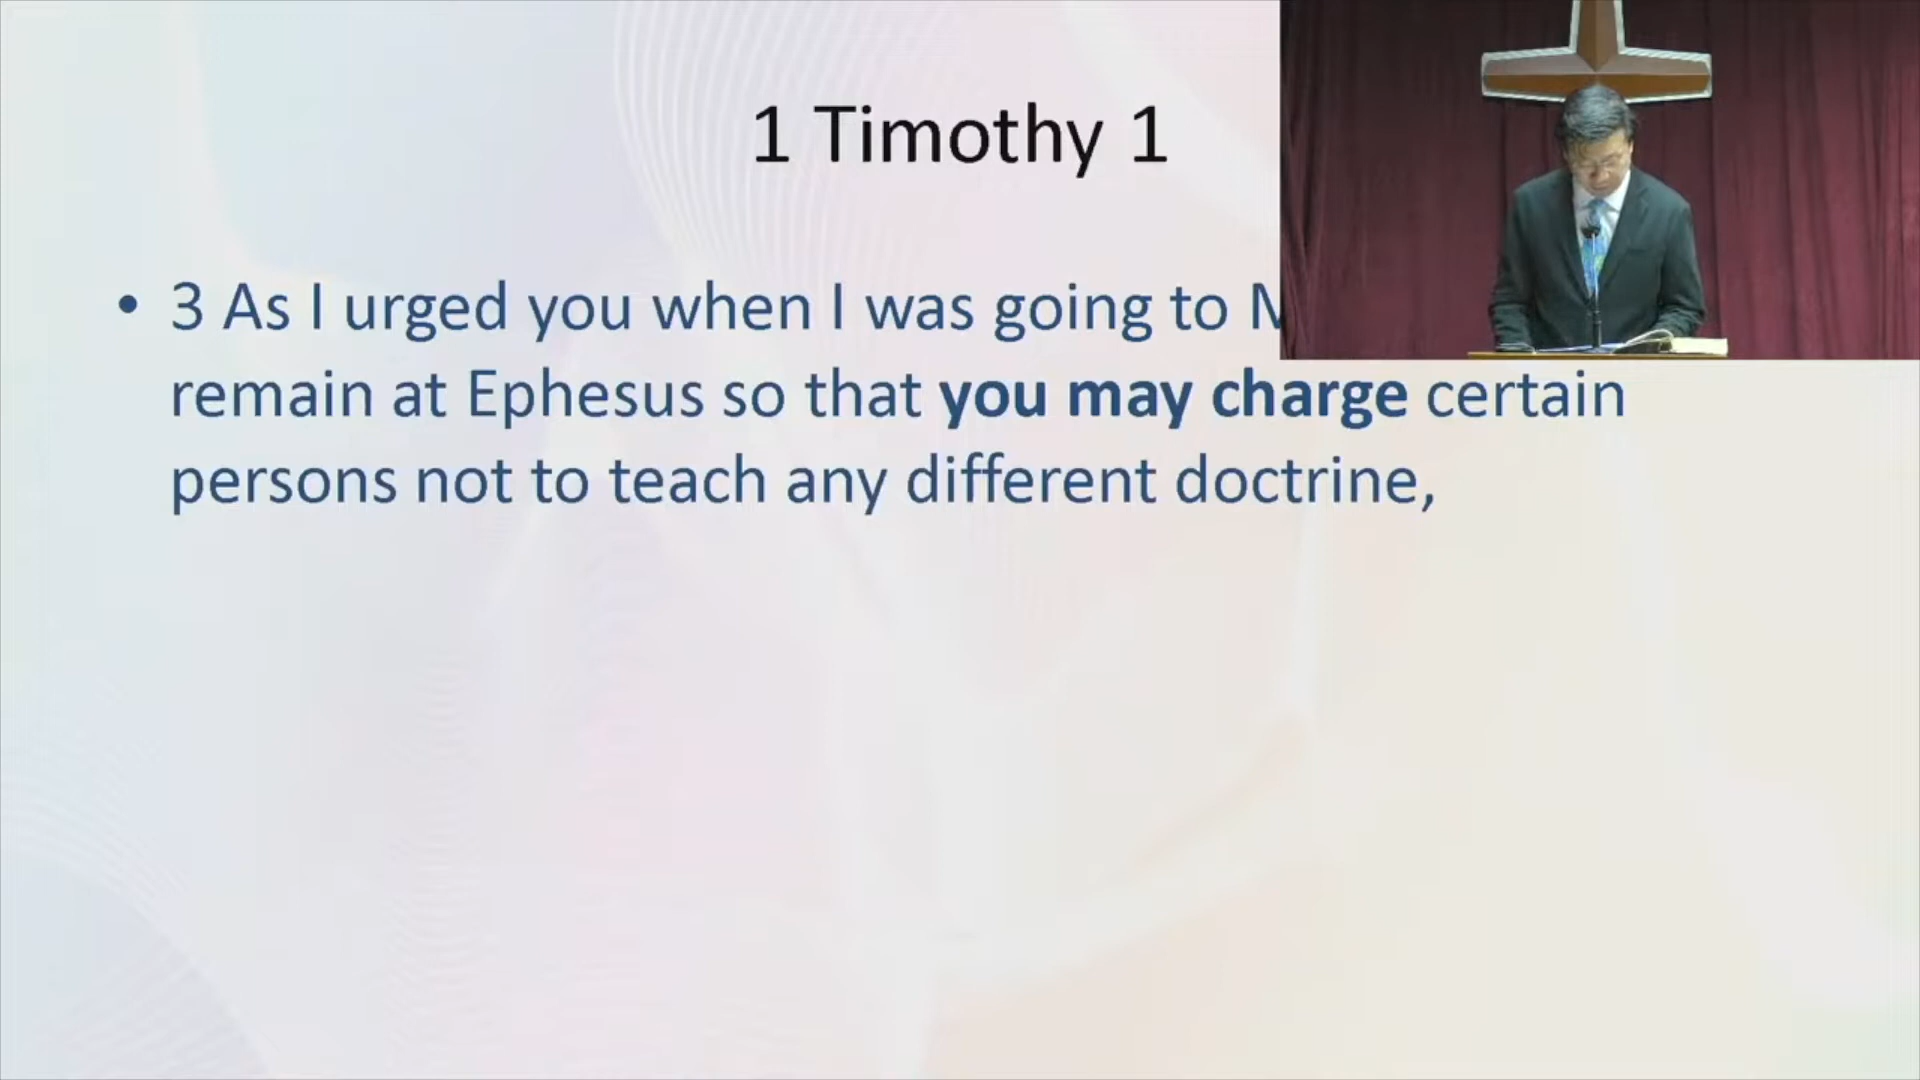 1 Timothy 1
• 3 As I urged you when I was going to
remain at Ephesus so that you may charge certain
persons not to teach any different doctrine,